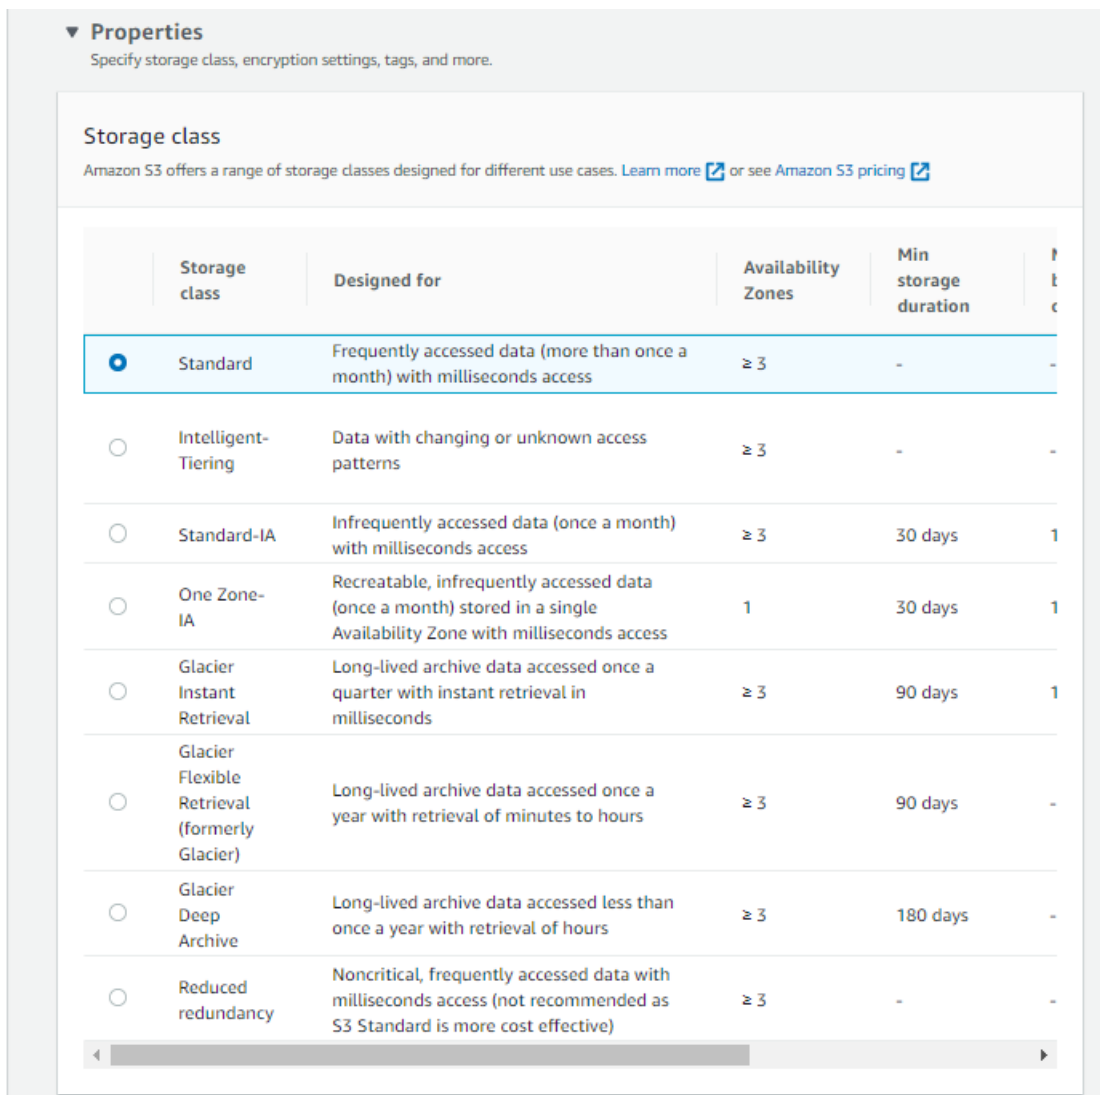 Properties
Specify storage class, encryption settings, tags, and more.
Storage class
Amazon S3 offers a range of storage classes designed for different use cases. Learn more or see Amazon S3 pricing
Storage
class
Designed for
Availability
Zones
Min
storage
duration
Standard
Frequently accessed data (more than once a
month) with milliseconds access
≥ 3
-
-
Intelligent-
Tiering
Data with changing or unknown access
patterns
≥ 3
-
-
Standard-IA
Infrequently accessed data (once a month)
with milliseconds access
≥ 3
30 days
1
One Zone-
IA
Recreatable, infrequently accessed data
(once a month) stored in a single
Availability Zone with milliseconds access
1
30 days
1
Glacier
Instant
Retrieval
Long-lived archive data accessed once a
quarter with instant retrieval in
milliseconds
≥ 3
90 days
1
Glacier
Flexible
Retrieval
(formerly
Glacier)
Long-lived archive data accessed once a
year with retrieval of minutes to hours
≥ 3
90 days
-
Glacier
Deep
Archive
Long-lived archive data accessed less than
once a year with retrieval of hours
≥ 3
180 days
-
Reduced
redundancy
Noncritical, frequently accessed data with
milliseconds access (not recommended as
S3 Standard is more cost effective)
≥ 3
-
-